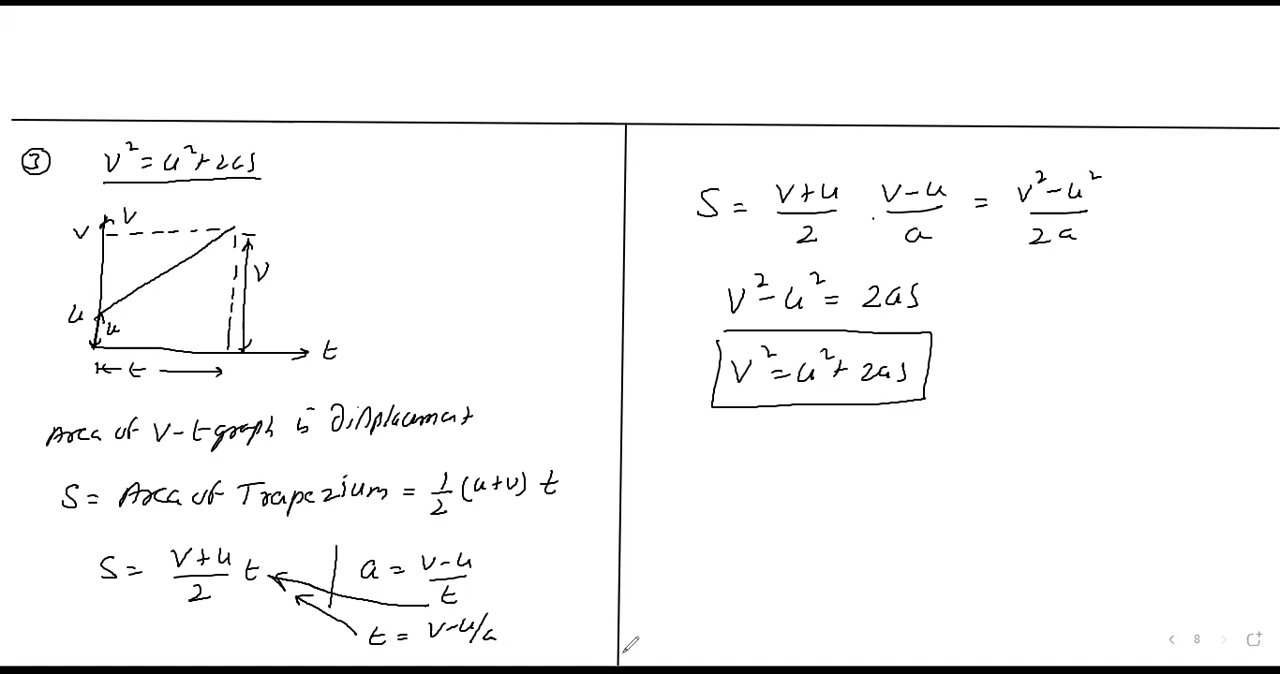 ③ v² = u² + 2as
v
v
v
u
u
t
t
Area of v-t graph is displacement
S = Area of Trapezium = 1/2 (u+v) t
S = v+u/2 t | a = v-u/t
t = v-u/a
S = v+u/2 . v-u/a = v²-u²/2a
v²-u² = 2as
v² = u² + 2as
8